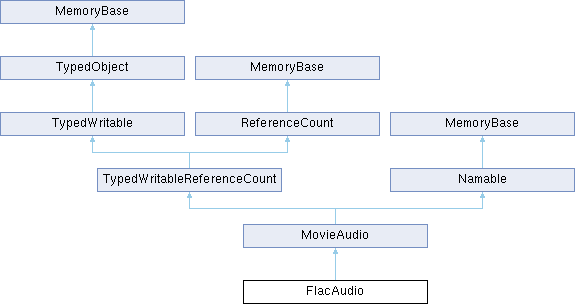 MemoryBase
TypedObject
MemoryBase
TypedWritable
ReferenceCount
MemoryBase
TypedWritableReferenceCount
Namable
MovieAudio
FlacAudio